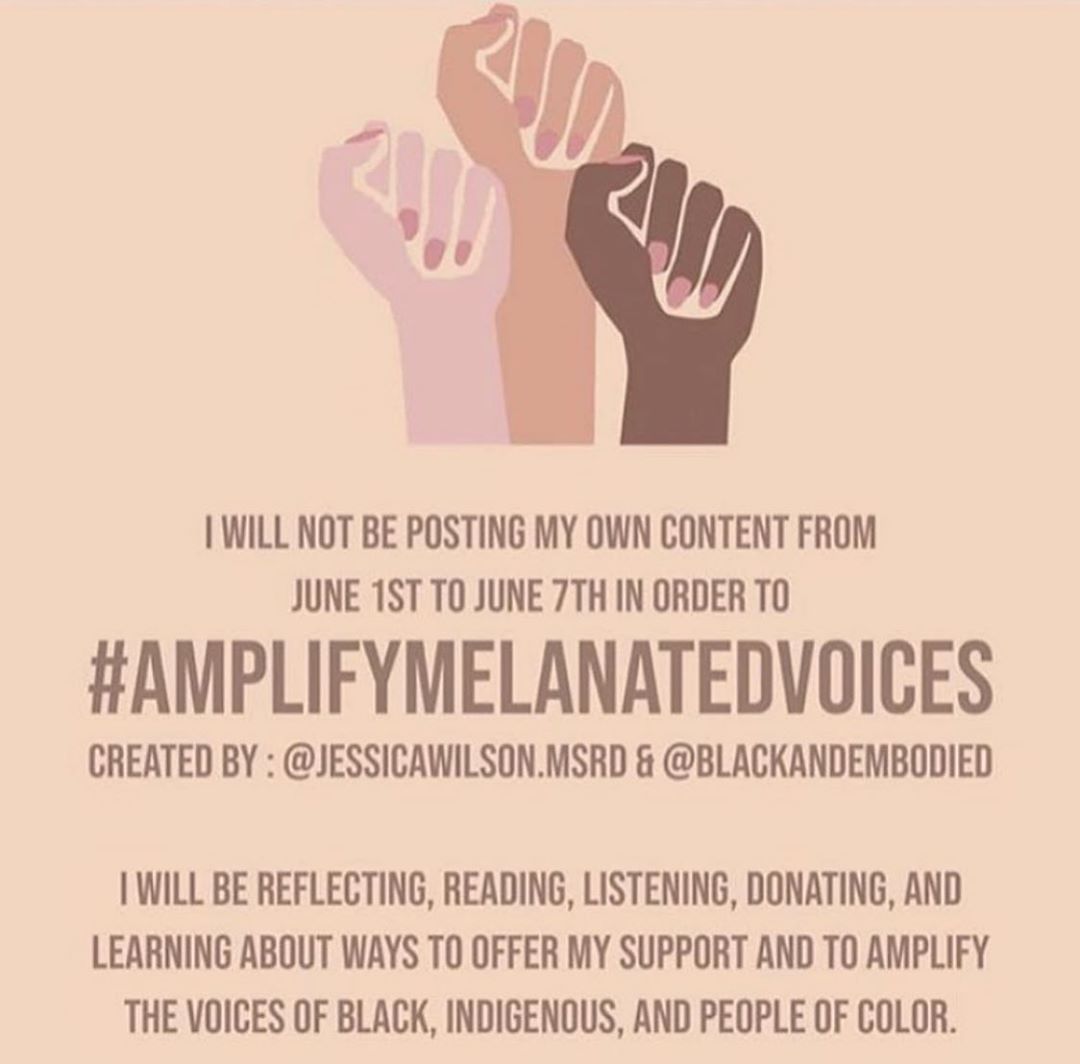 I WILL NOT BE POSTING MY OWN CONTENT FROM
JUNE 1ST TO JUNE 7TH IN ORDER TO
#AMPLIFYMELANATEDVOICES
CREATED BY : @JESSICAWILSON.MSRD & @BLACKANDEMBODIED
I WILL BE REFLECTING, READING, LISTENING, DONATING, AND
LEARNING ABOUT WAYS TO OFFER MY SUPPORT AND TO AMPLIFY
THE VOICES OF BLACK, INDIGENOUS, AND PEOPLE OF COLOR.